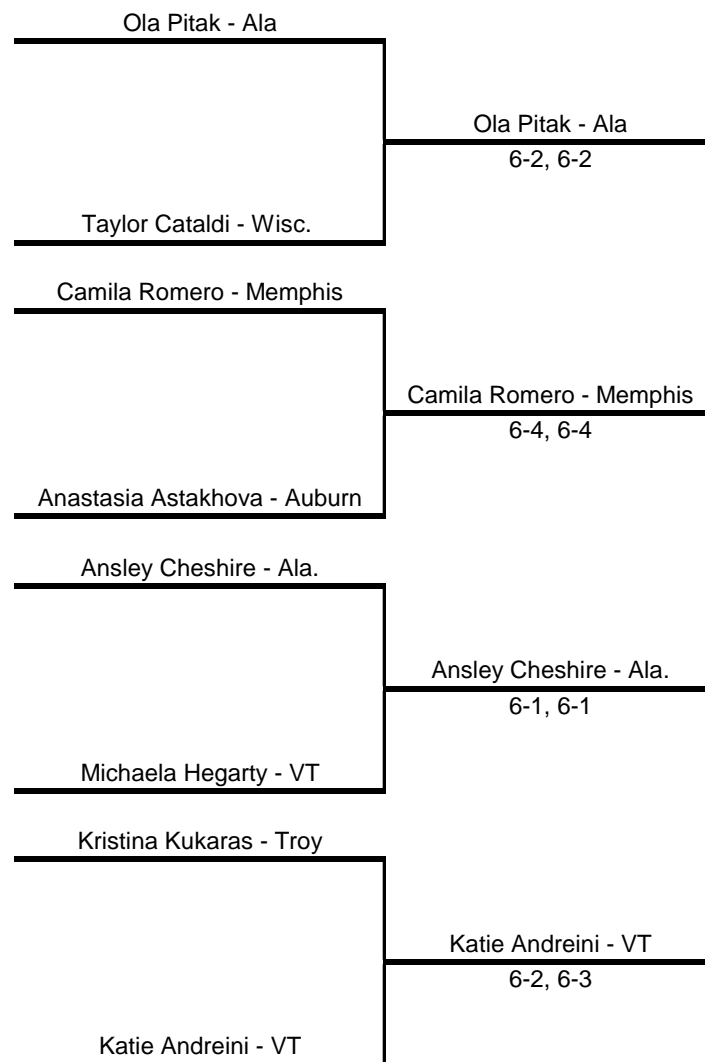 Ola Pitak - Ala
Ola Pitak - Ala
6-2, 6-2
Taylor Cataldi - Wisc.
Camila Romero - Memphis
Camila Romero - Memphis
6-4, 6-4
Anastasia Astakhova - Auburn
Ansley Cheshire - Ala.
Ansley Cheshire - Ala.
6-1, 6-1
Michaela Hegarty - VT
Kristina Kukaras - Troy
Katie Andreini - VT
6-2, 6-3
Katie Andreini - VT